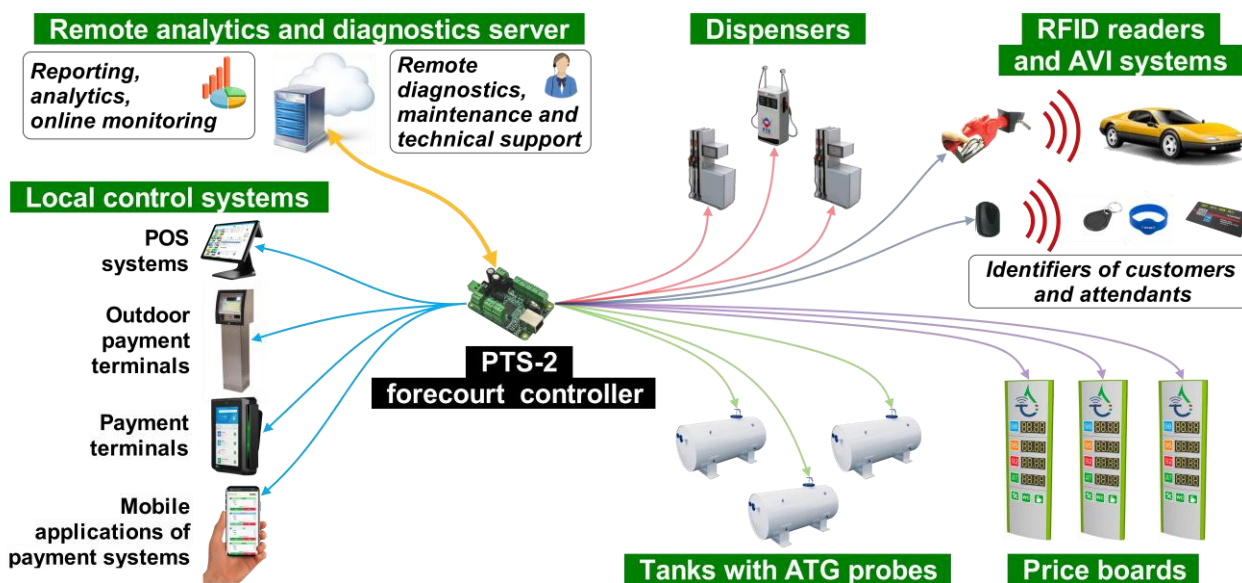 Remote analytics and diagnostics server
Reporting,
analytics,
online monitoring
Remote
diagnostics,
maintenance and
technical support
Dispensers
RFID readers
and AVI systems
Identifiers of customers
and attendants
Local control systems
POS
systems
Outdoor
payment
terminals
Payment
terminals
Mobile
applications of
payment systems
PTS-2
forecourt controller
Tanks with ATG probes
Price boards